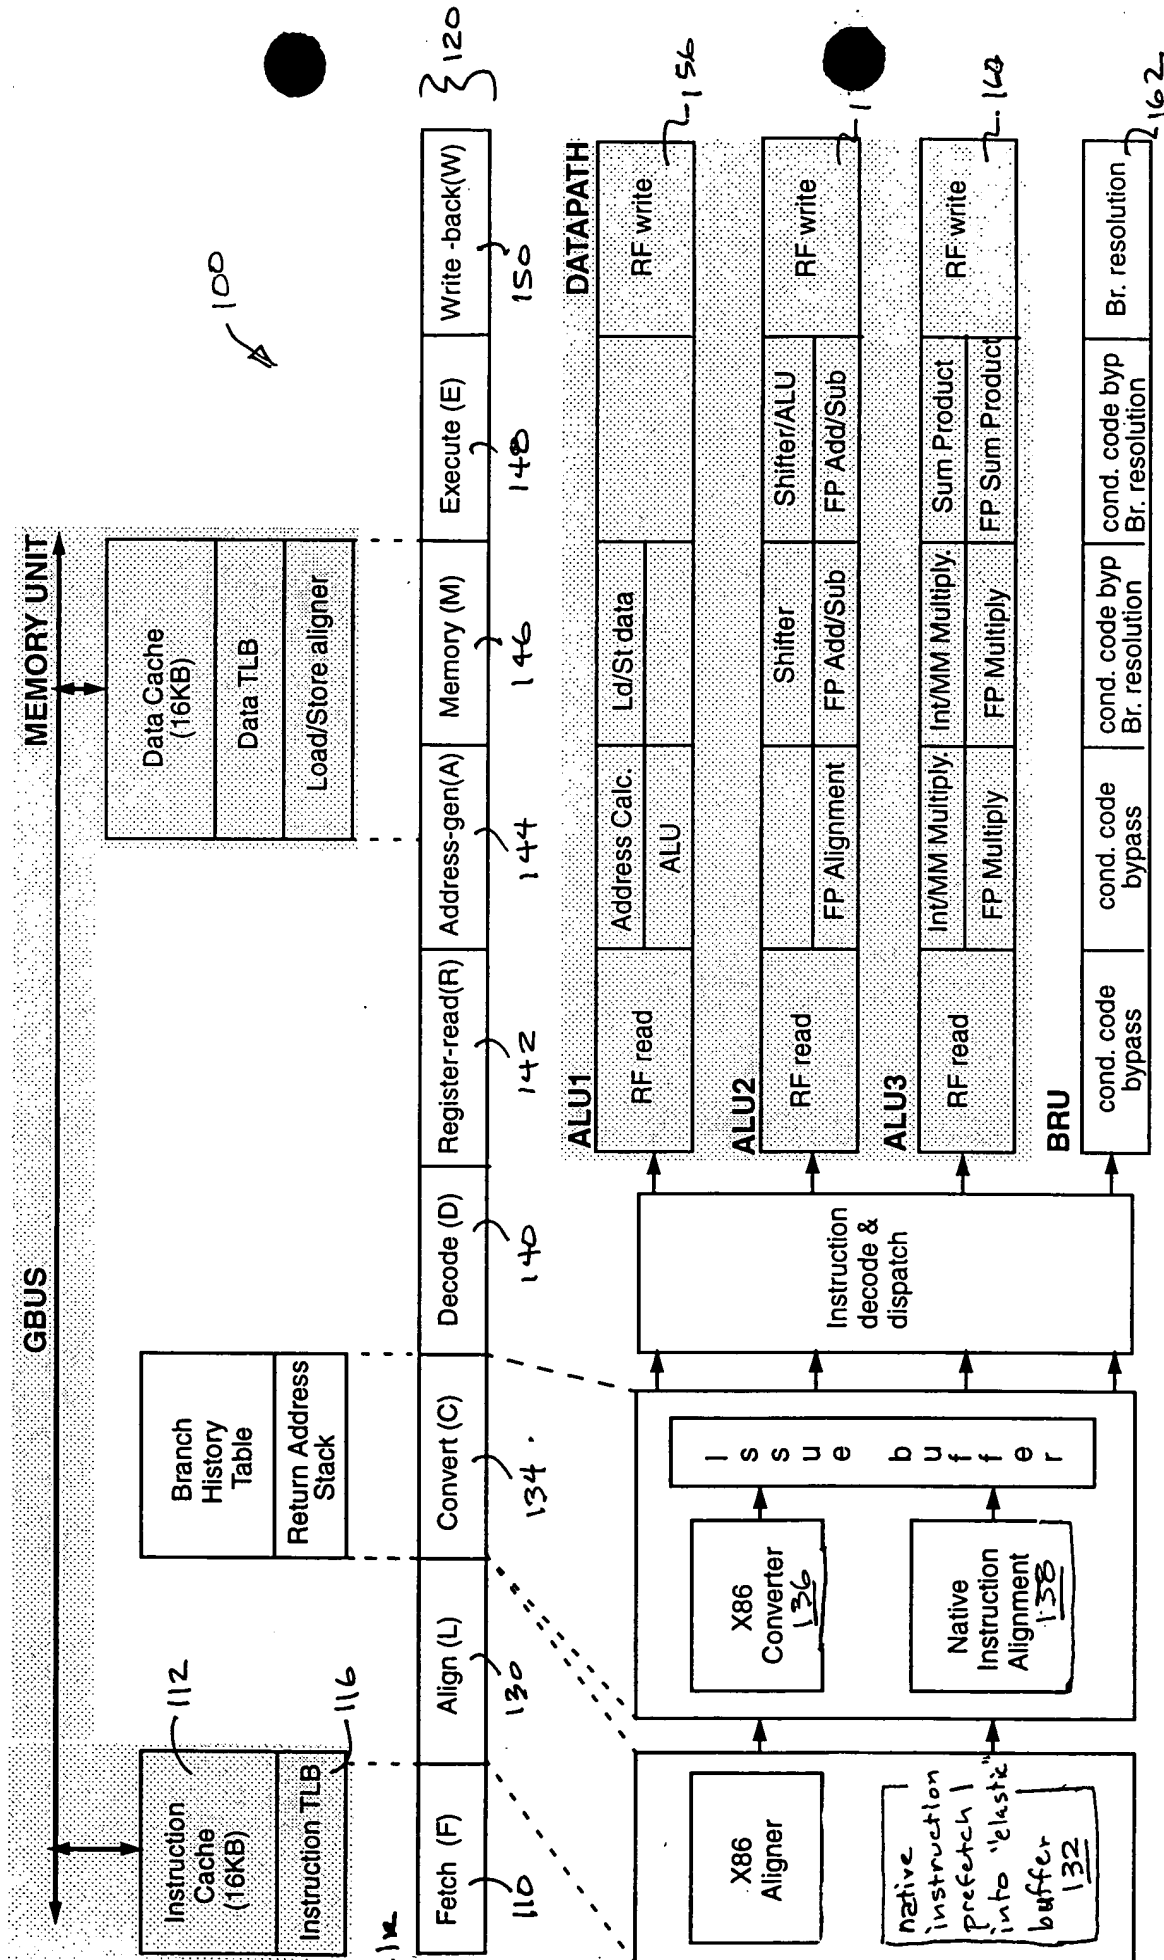 GBUS
MEMORY UNIT
Instruction
Cache
(16KB)
Instruction TLB
112
116
Branch
History
Table
Return Address
Stack
Data Cache
(16KB)
Data TLB
Load/Store aligner
100
Fetch (F)
Align (L)
Convert (C)
Decode (D)
Register-read(R)
Address-gen(A)
Memory (M)
Execute (E)
Write -back(W)
120
110
130
134
140
142
144
146
148
150
X86
Aligner
native
instruction
prefetch
into "elastic"
buffer
132
X86
Converter
136
Native
Instruction
Alignment
138
Issue buffer
Instruction
decode &
dispatch
DATAPATH
ALU1
RF read
Address Calc.
ALU
Ld/St data
RF write
156
ALU2
RF read
FP Alignment
Shifter
FP Add/Sub
Shifter/ALU
FP Add/Sub
RF write
ALU3
RF read
Int/MM Multiply.
FP Multiply
Int/MM Multiply.
FP Multiply
Sum Product
FP Sum Product
RF write
BRU
cond. code
bypass
cond. code
bypass
cond. code byp
Br. resolution
cond. code byp
Br. resolution
Br. resolution
162